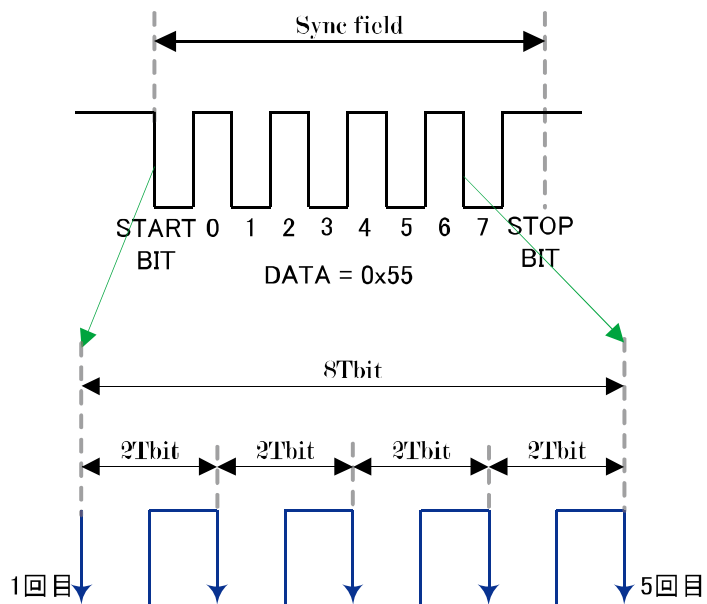 Sync field
START 0 1 2 3 4 5 6 7 STOP
BIT BIT
DATA = 0x55
8Tbit
2Tbit 2Tbit 2Tbit 2Tbit
1回目 5回目